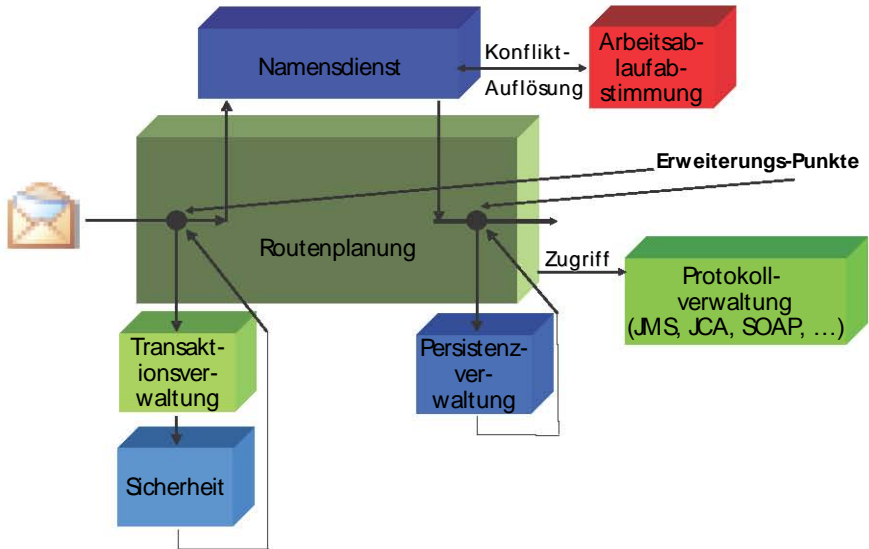 Namensdienst
Konflikt-
Auflösung
Arbeitsab-
laufab-
stimmung
Erweiterungs-Punkte
Routenplanung
Zugriff
Protokoll-
verwaltung
(JMS, JCA, SOAP, ...)
Transakt-
ionsver-
waltung
Persistenz-
ver-
waltung
Sicherheit